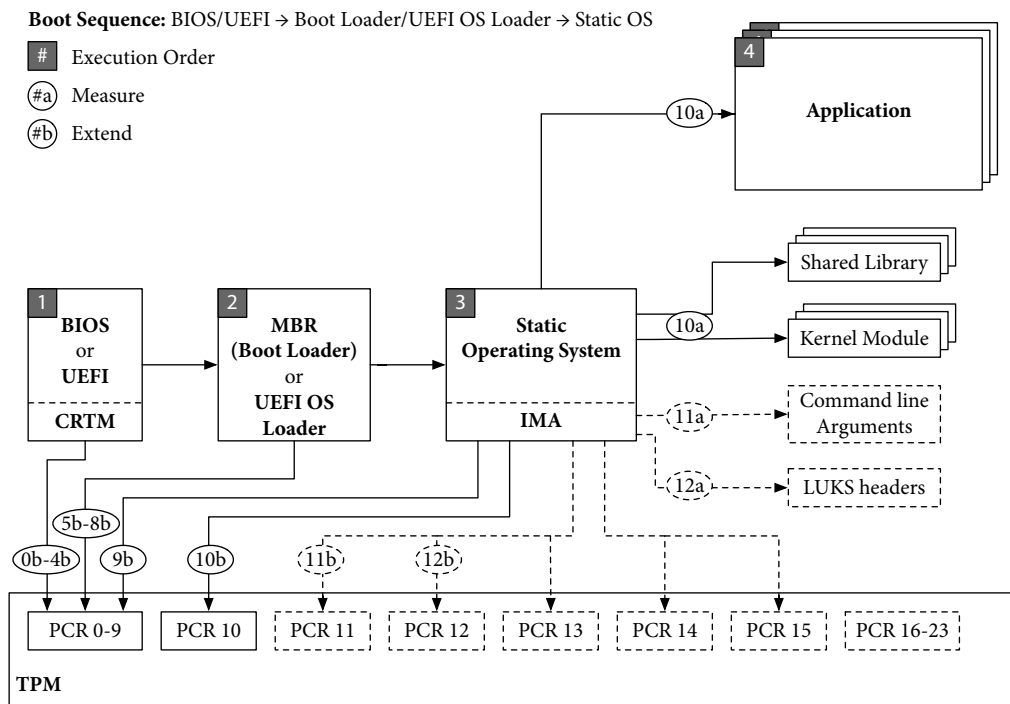 Boot Sequence: BIOS/UEFI → Boot Loader/UEFI OS Loader → Static OS
# Execution Order
#a Measure
#b Extend
4
Application
10a
Shared Library
10a
Kernel Module
1
BIOS
or
UEFI
CRTM
2
MBR
(Boot Loader)
or
UEFI OS
Loader
3
Static
Operating System
IMA
11a
Command line
Arguments
12a
LUKS headers
0b-4b
5b-8b
9b
10b
11b
12b
PCR 0-9
PCR 10
PCR 11
PCR 12
PCR 13
PCR 14
PCR 15
PCR 16-23
TPM